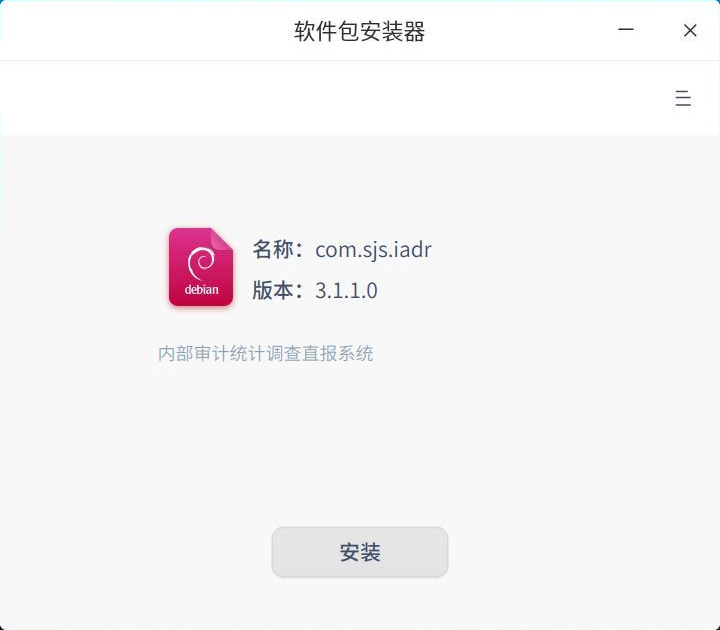 软件包安装器
名称：com.sjs.iadr
debian
版本：3.1.1.0
内部审计统计调查直报系统
安装